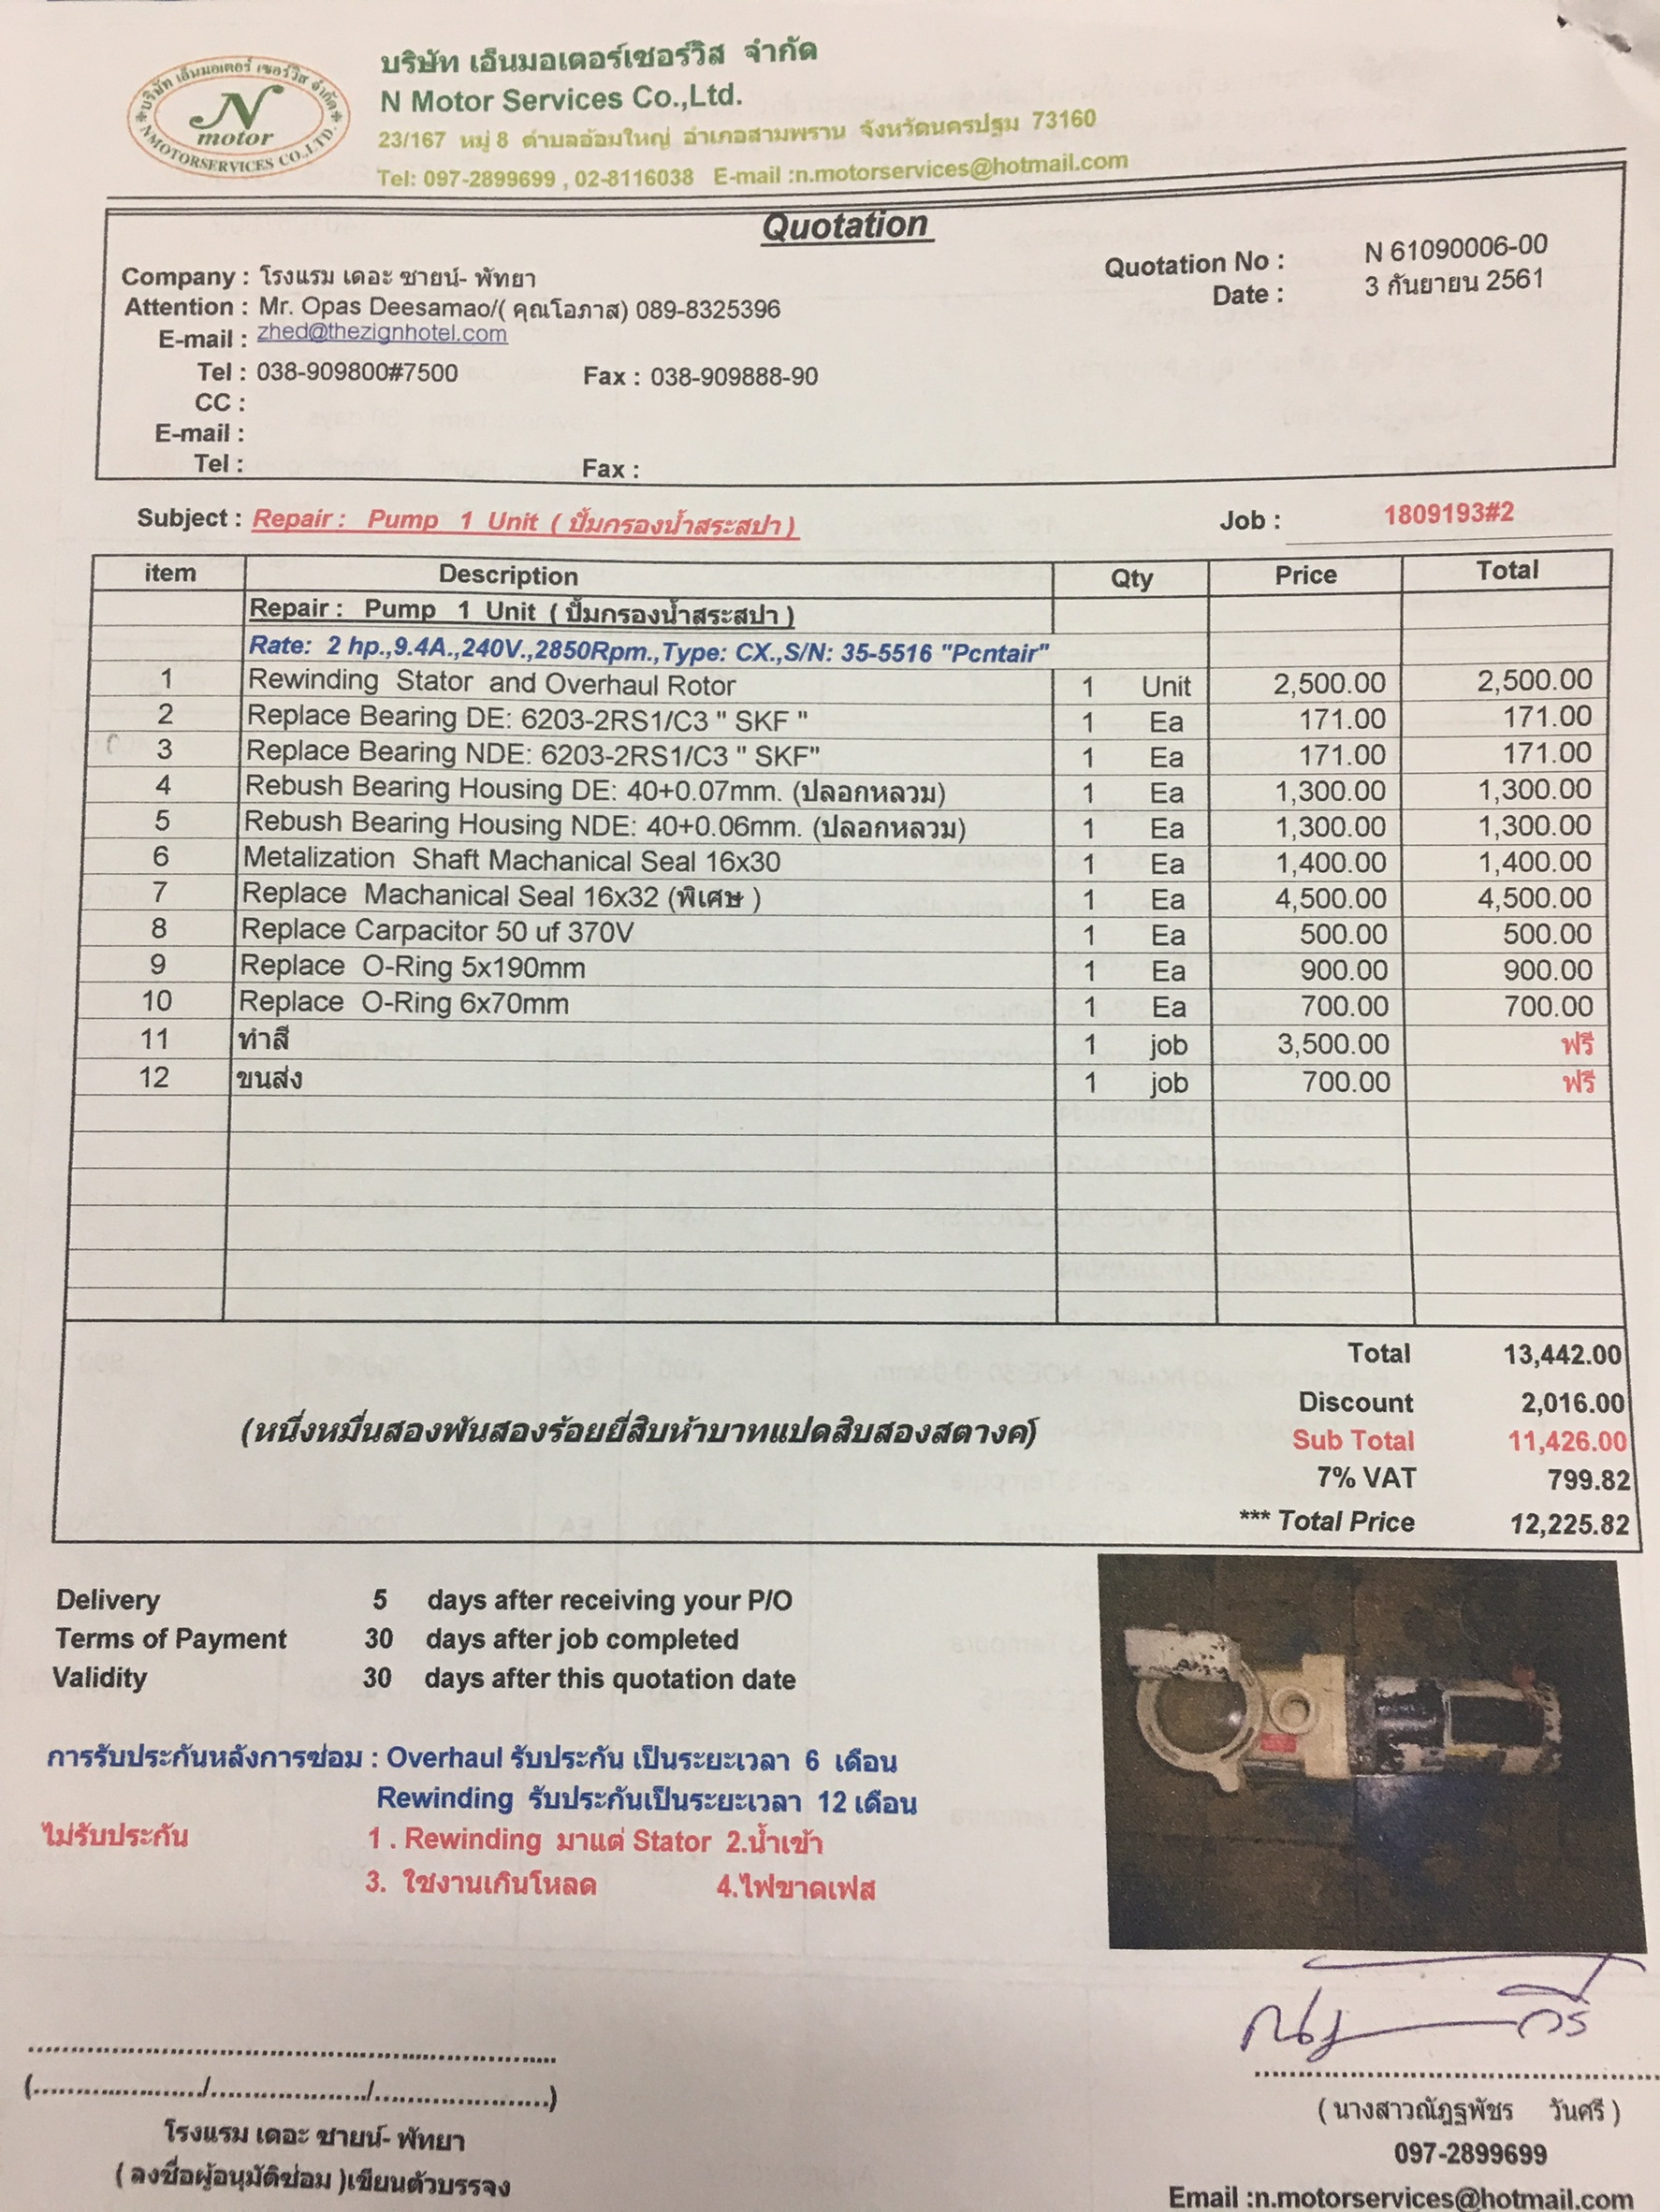 บริษัท เอ็นมอเตอร์ เซอร์วิส จำกัด
N
motor
NMOTORSERVICES CO.,LTD.
บริษัท เอ็นมอเตอร์เซอร์วิส จำกัด
N Motor Services Co.,Ltd.
23/167 หมู่ 8 ตำบลอ้อมใหญ่ อำเภอสามพราน จังหวัดนครปฐม 73160
Tel: 097-2899699 , 02-8116038 E-mail :n.motorservices@hotmail.com
Quotation
Company : โรงแรม เดอะ ซายน์- พัทยา
Quotation No : N 61090006-00
Attention : Mr. Opas Deesamao/( คุณโอภาส) 089-8325396
Date : 3 กันยายน 2561
E-mail : zhed@thezignhotel.com
Tel : 038-909800#7500 Fax : 038-909888-90
CC :
E-mail :
Tel : Fax :
Subject : Repair : Pump 1 Unit ( ปั้มกรองน้ำสระสปา ) Job : 1809193#2
item Description Qty Price Total
Repair : Pump 1 Unit ( ปั้มกรองน้ำสระสปา )
Rate: 2 hp.,9.4A.,240V.,2850Rpm.,Type: CX.,S/N: 35-5516 "Pcntair"
1 Rewinding Stator and Overhaul Rotor 1 Unit 2,500.00 2,500.00
2 Replace Bearing DE: 6203-2RS1/C3 " SKF " 1 Ea 171.00 171.00
3 Replace Bearing NDE: 6203-2RS1/C3 " SKF" 1 Ea 171.00 171.00
4 Rebush Bearing Housing DE: 40+0.07mm. (ปลอกหลวม) 1 Ea 1,300.00 1,300.00
5 Rebush Bearing Housing NDE: 40+0.06mm. (ปลอกหลวม) 1 Ea 1,300.00 1,300.00
6 Metalization Shaft Machanical Seal 16x30 1 Ea 1,400.00 1,400.00
7 Replace Machanical Seal 16x32 (พิเศษ ) 1 Ea 4,500.00 4,500.00
8 Replace Carpacitor 50 uf 370V 1 Ea 500.00 500.00
9 Replace O-Ring 5x190mm 1 Ea 900.00 900.00
10 Replace O-Ring 6x70mm 1 Ea 700.00 700.00
11 ทำสี 1 job 3,500.00 ฟรี
12 ขนส่ง 1 job 700.00 ฟรี
Total 13,442.00
Discount 2,016.00
(หนึ่งหมื่นสองพันสองร้อยยี่สิบห้าบาทแปดสิบสองสตางค์) Sub Total 11,426.00
7% VAT 799.82
*** Total Price 12,225.82
Delivery 5 days after receiving your P/O
Terms of Payment 30 days after job completed
Validity 30 days after this quotation date
การรับประกันหลังการซ่อม : Overhaul รับประกัน เป็นระยะเวลา 6 เดือน
Rewinding รับประกันเป็นระยะเวลา 12 เดือน
ไม่รับประกัน 1 . Rewinding มาแต่ Stator 2.น้ำเข้า
3. ใช่งานเกินโหลด 4.ไฟขาดเฟส
(...................../..................../.....................)
โรงแรม เดอะ ซายน์- พัทยา
( ลงชื่อผู้อนุมัติซ่อม )เขียนตัวบรรจง
( นางสาวณัฎฐพัชร วันศรี )
097-2899699
Email :n.motorservices@hotmail.com